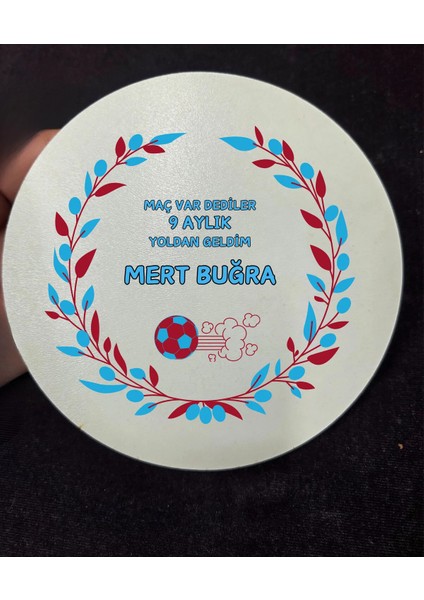 MAÇ VAR DEDİLER
9 AYLIK
YOLDAN GELDİM
MERT BUĞRA